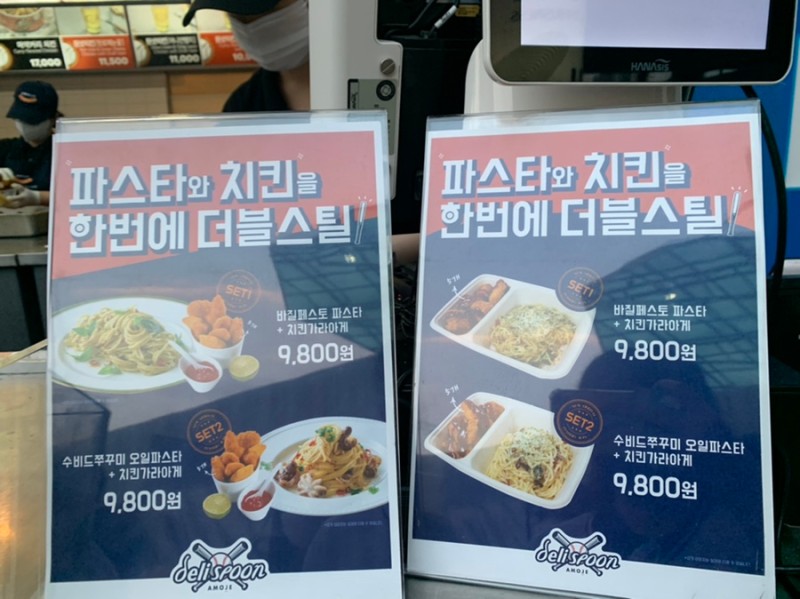 17,000
11,500
11,000
HANASIS
파스타와 치킨을
한번에 더블스틸!
SET1
바질페스토 파스타
+ 치킨가라아게
9,800원
SET2
수비드쭈꾸미 오일파스타
+ 치킨가라아게
9,800원
deli spoon
AMOJE
파스타와 치킨을
한번에 더블스틸!
SET1
바질페스토 파스타
+ 치킨가라아게
9,800원
SET2
수비드쭈꾸미 오일파스타
+ 치킨가라아게
9,800원
deli spoon
AMOJE